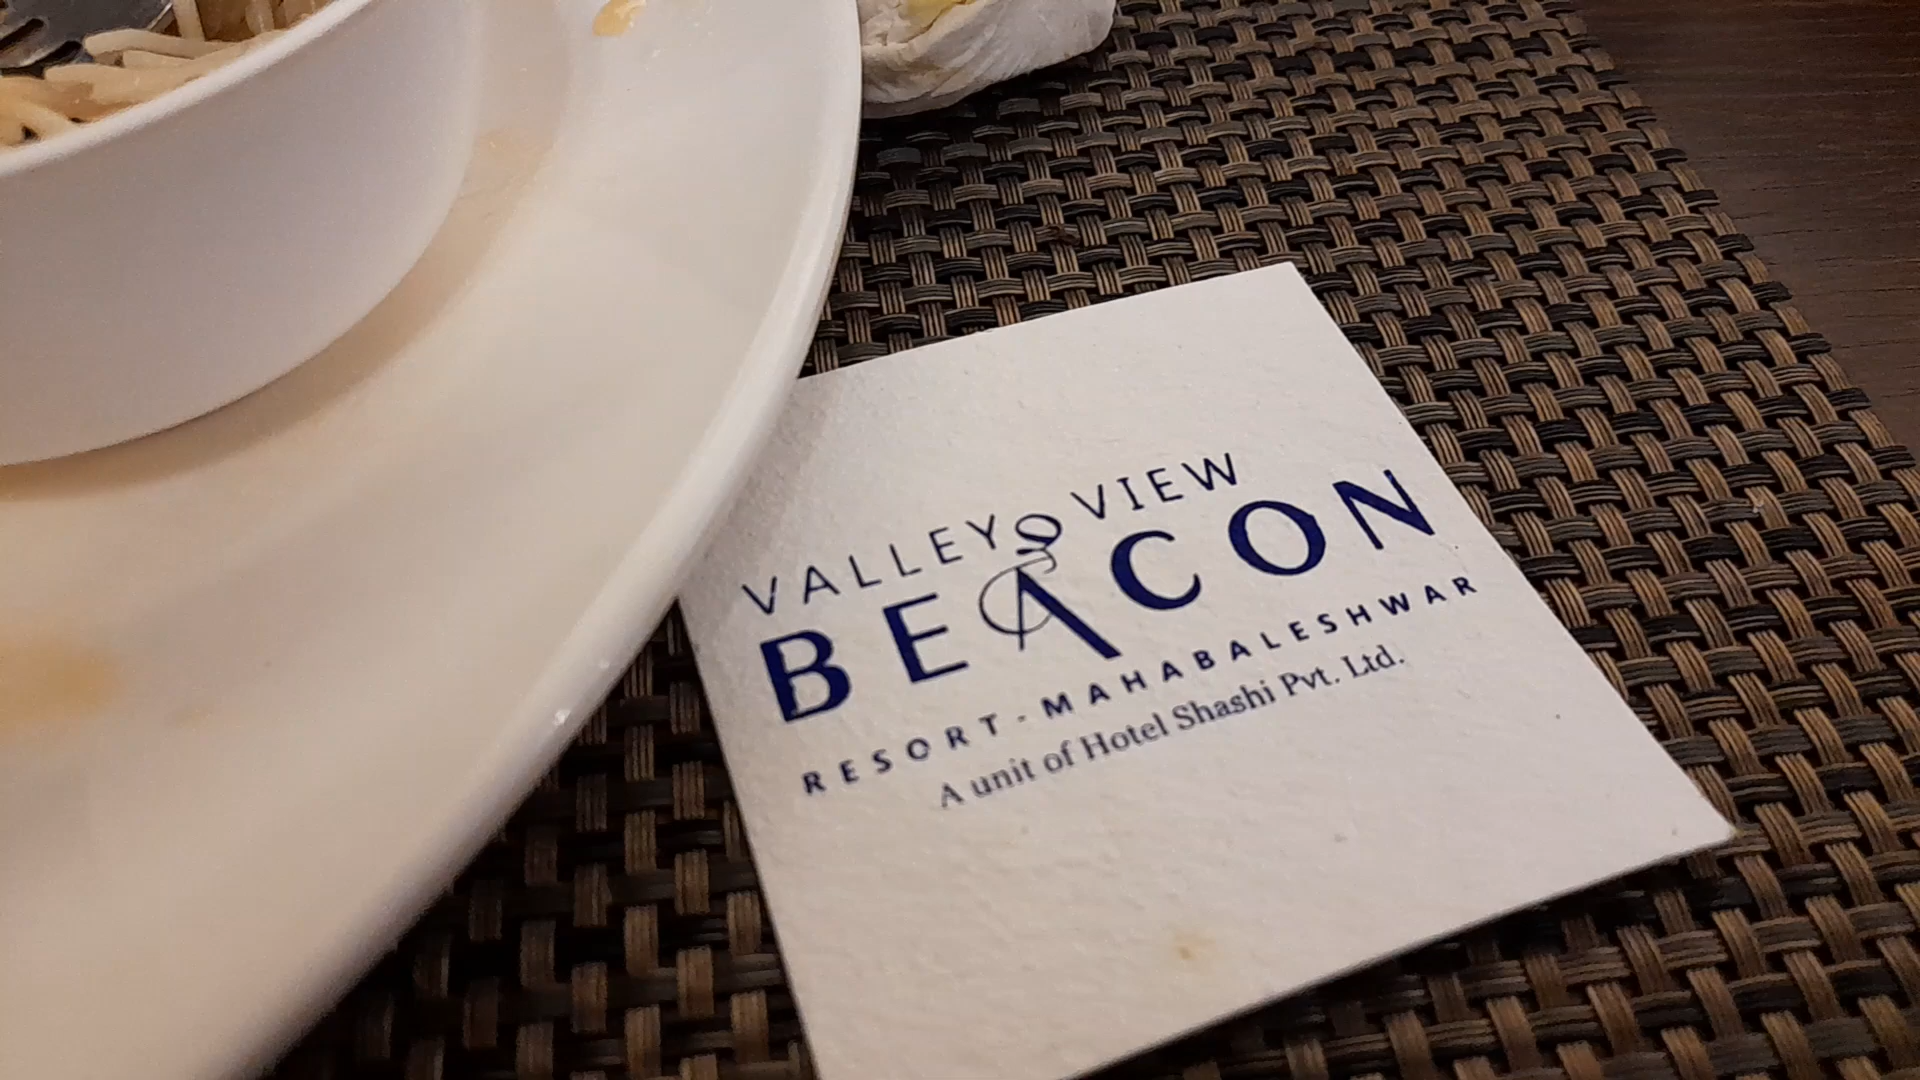 VALLEY VIEW
BEACON
RESORT - MAHABALESHWAR
A unit of Hotel Shashi Pvt. Ltd.